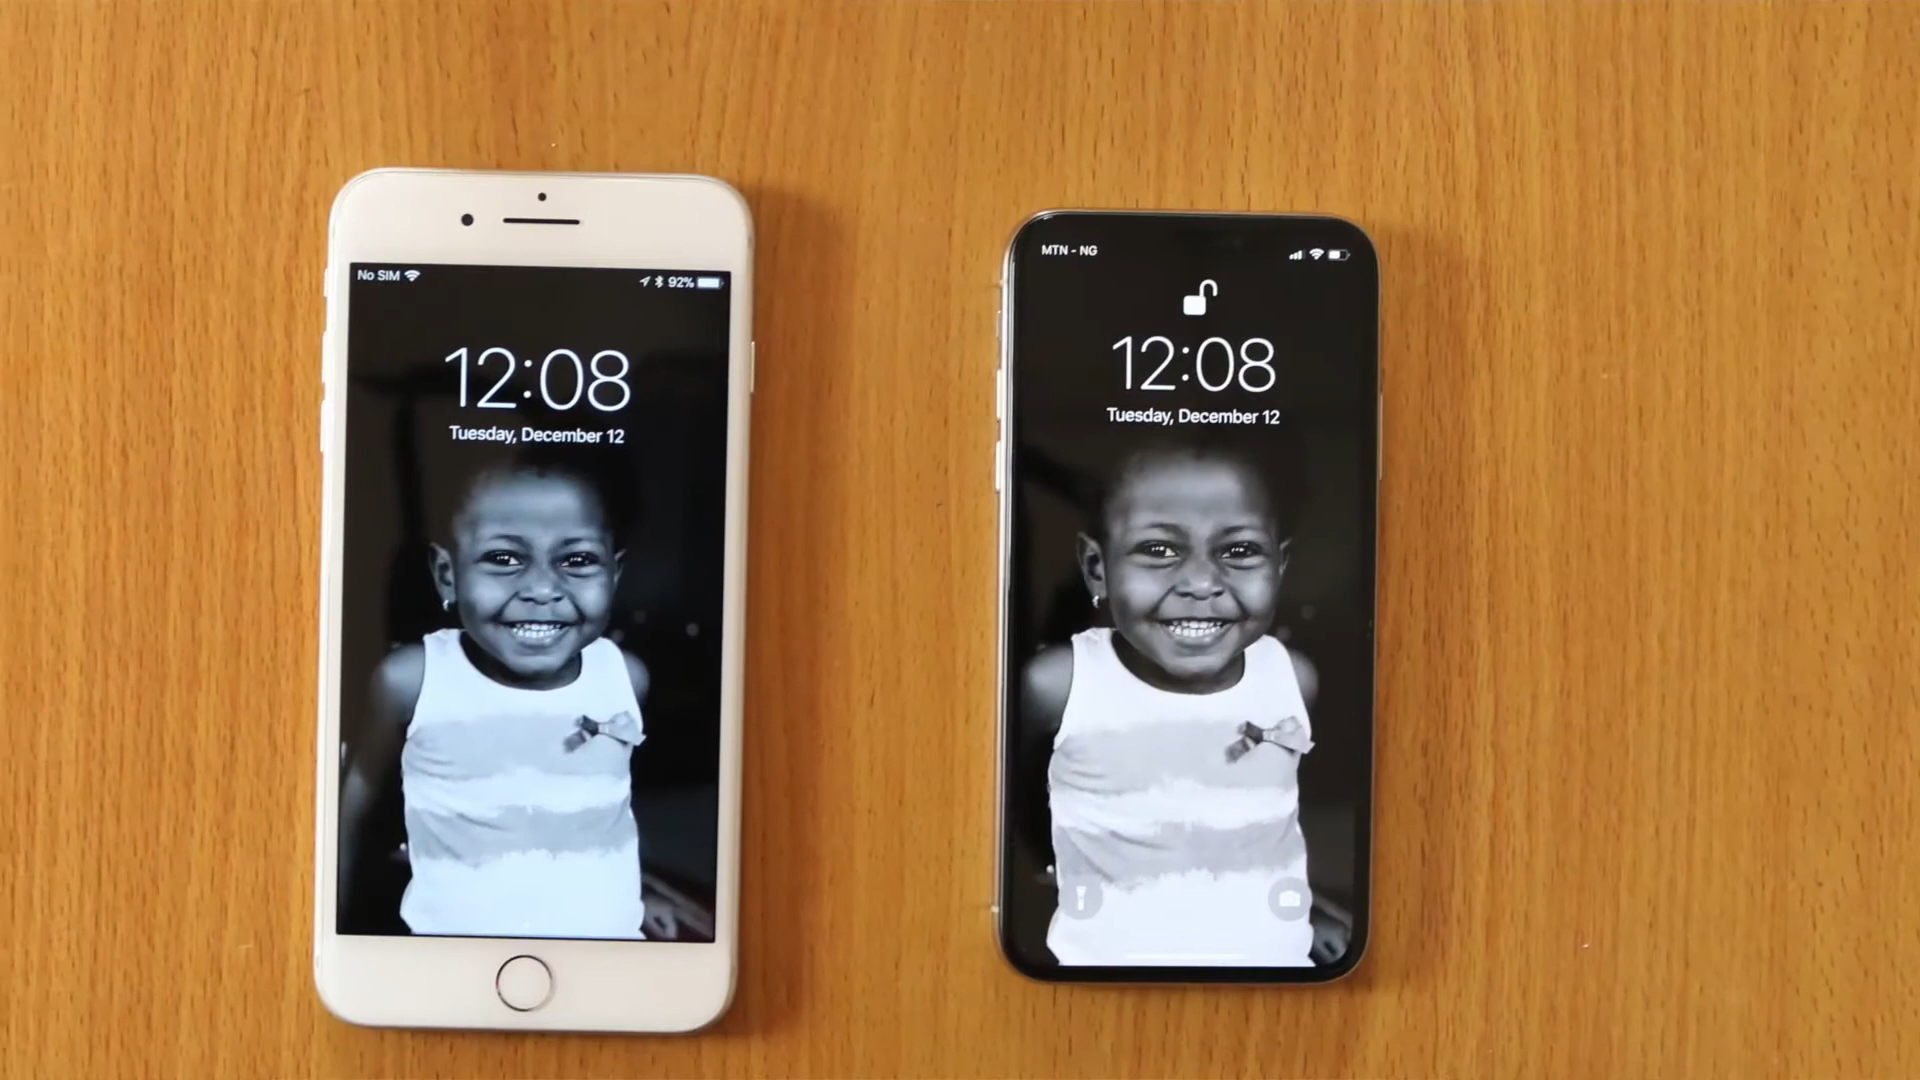 No SIM
92%
12:08
Tuesday, December 12
MTN - NG
12:08
Tuesday, December 12